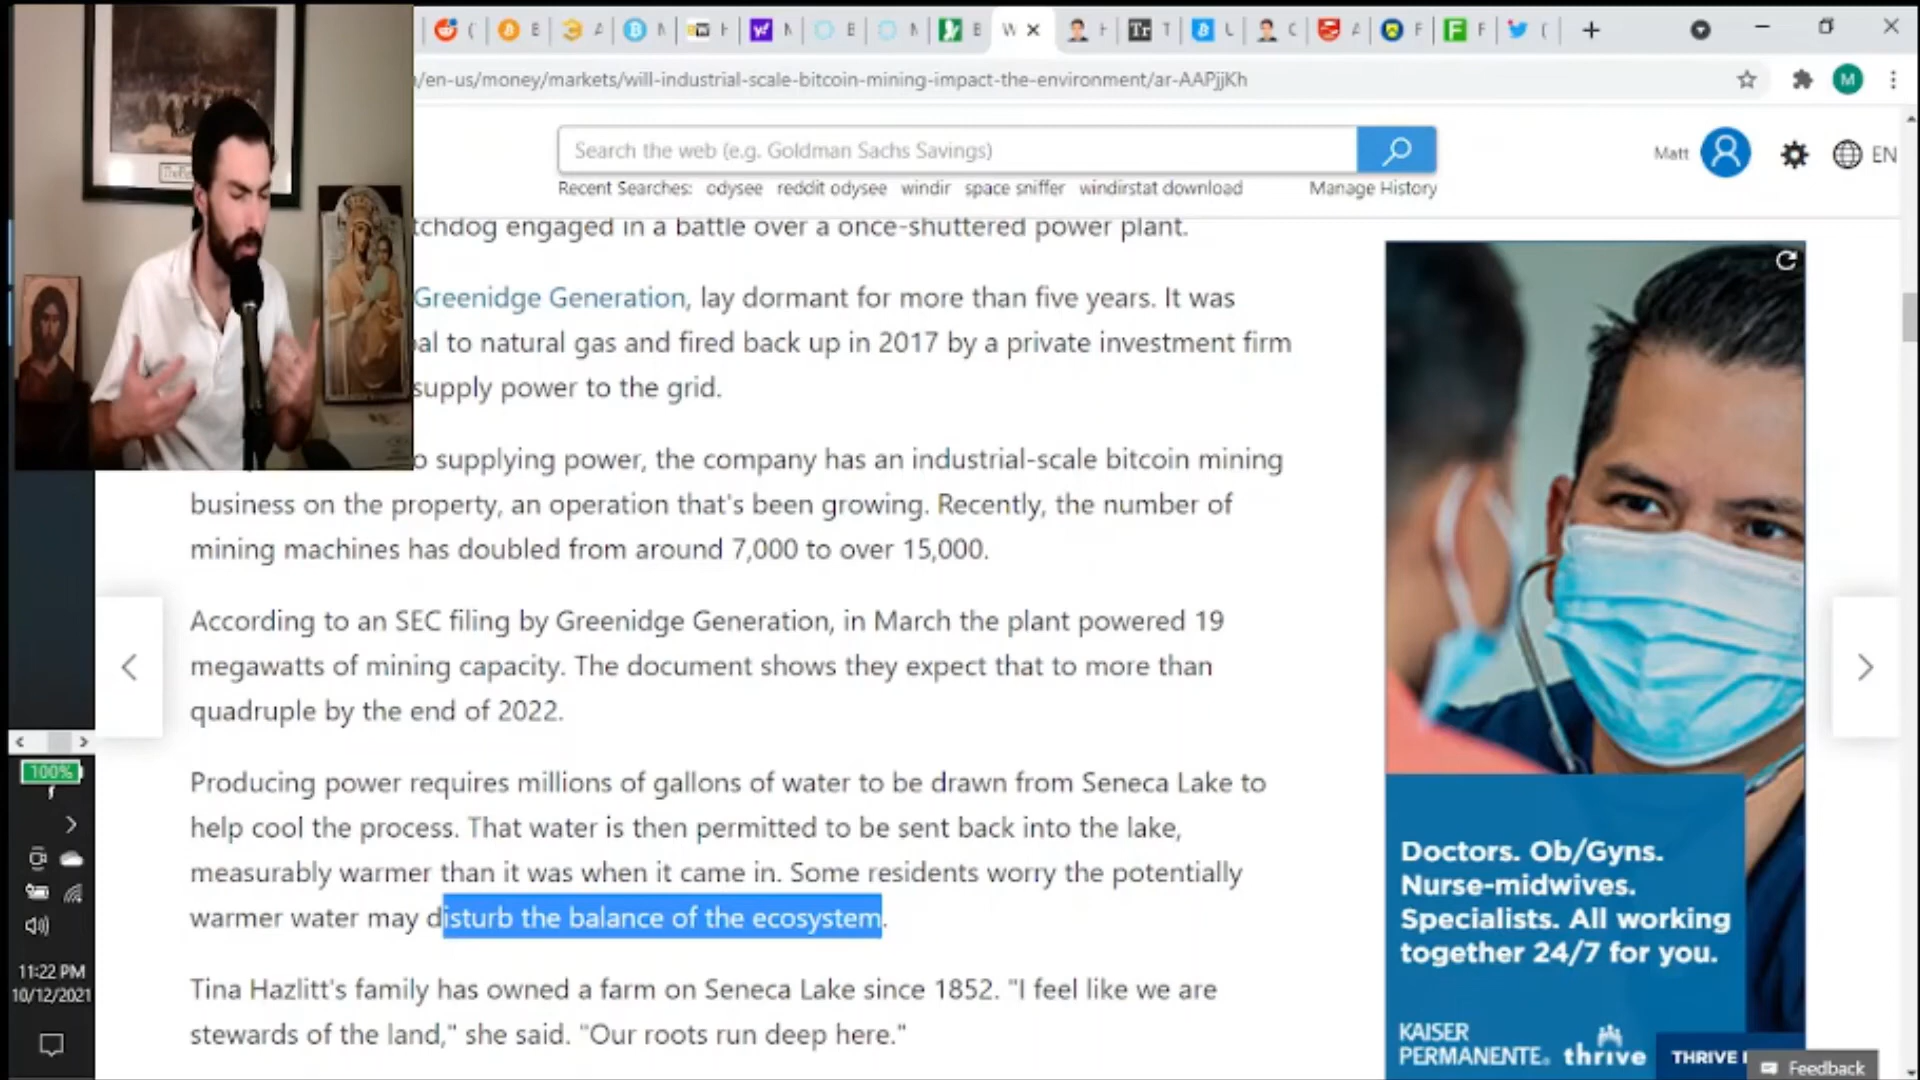 /en-us/money/markets/will-industrial-scale-bitcoin-mining-impact-the-environment/ar-AAPjjKh
M
Search the web (e.g. Goldman Sachs Savings)
Matt
EN
Recent Searches: odysee reddit odysee windir space sniffer windirstat download Manage History
tchdog engaged in a battle over a once-shuttered power plant.
Greenidge Generation, lay dormant for more than five years. It was
al to natural gas and fired back up in 2017 by a private investment firm
supply power to the grid.
o supplying power, the company has an industrial-scale bitcoin mining
business on the property, an operation that's been growing. Recently, the number of
mining machines has doubled from around 7,000 to over 15,000.
According to an SEC filing by Greenidge Generation, in March the plant powered 19
megawatts of mining capacity. The document shows they expect that to more than
quadruple by the end of 2022.
Producing power requires millions of gallons of water to be drawn from Seneca Lake to
help cool the process. That water is then permitted to be sent back into the lake,
measurably warmer than it was when it came in. Some residents worry the potentially
warmer water may disturb the balance of the ecosystem.
Tina Hazlitt's family has owned a farm on Seneca Lake since 1852. "I feel like we are
stewards of the land," she said. "Our roots run deep here."
Doctors. Ob/Gyns.
Nurse-midwives.
Specialists. All working
together 24/7 for you.
KAISER
PERMANENTE® thrive
THRIVE
Feedback
100%
11:22 PM
10/12/2021